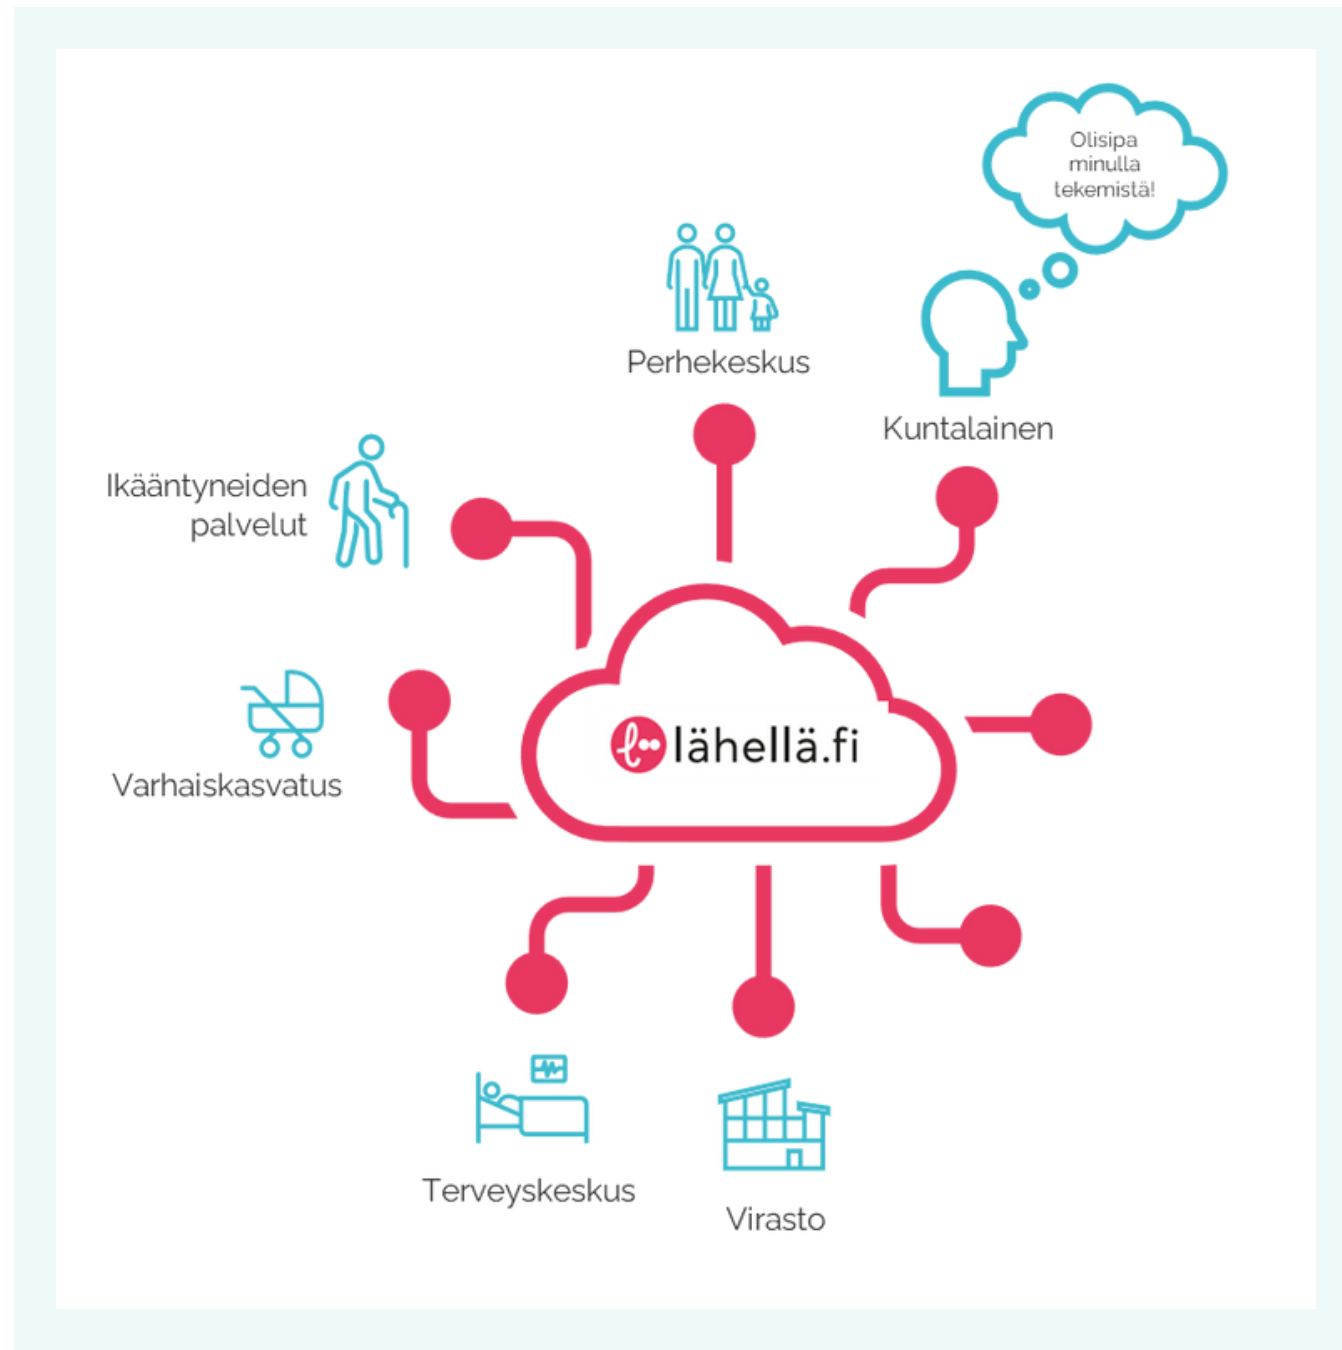 Olisipa
minulla
tekemistä!
Perhekeskus
Kuntalainen
Ikääntyneiden
palvelut
lähellä.fi
Varhaiskasvatus
Terveyskeskus
Virasto